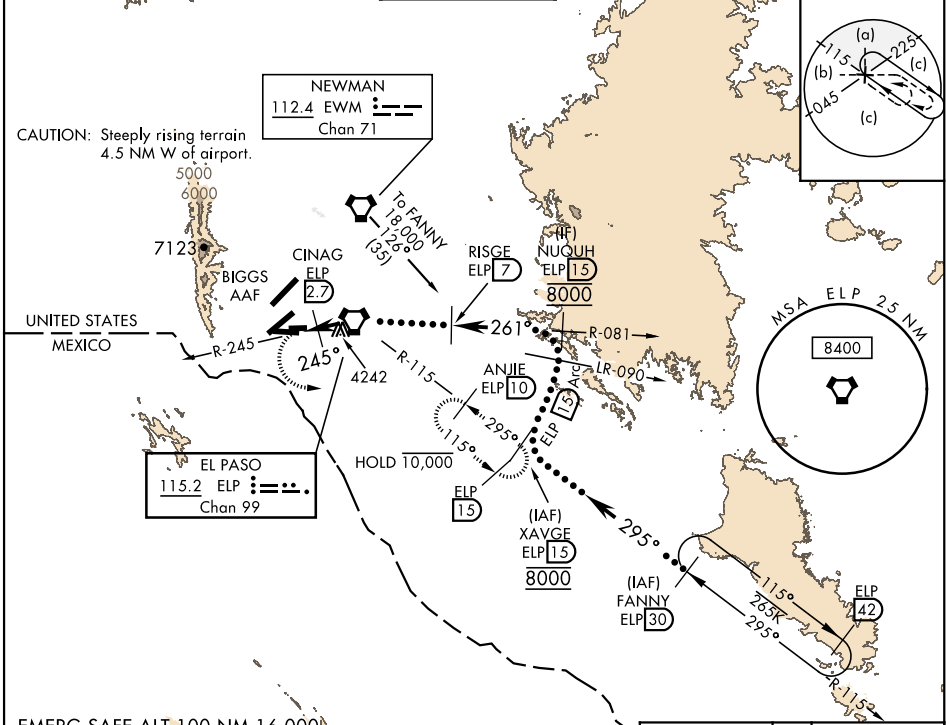 NEWMAN
112.4 EWM
Chan 71
CAUTION: Steeply rising terrain
4.5 NM W of airport.
5000
6000
7123
BIGGS
AAF
CINAG
ELP
2.7
To FANNY
18,000
126°
(35)
RISGE
ELP 7
(IF)
NUQUH
ELP 15
8000
261°
R-081
LR-090
UNITED STATES
MEXICO
R-245
245°
4242
R-115
ANJIE
ELP 10
295°
115°
HOLD 10,000
ELP
15
ELP 15 Arc
EL PASO
115.2 ELP
Chan 99
(IAF)
XAVGE
ELP 15
8000
295°
(IAF)
FANNY
ELP 30
115°
265K
295°
ELP
42
R-115
(a)
115
225
(b)
(c)
045
(c)
MSA ELP 25 NM
8400
EMERG SAFE ALT 100 NM 16,000